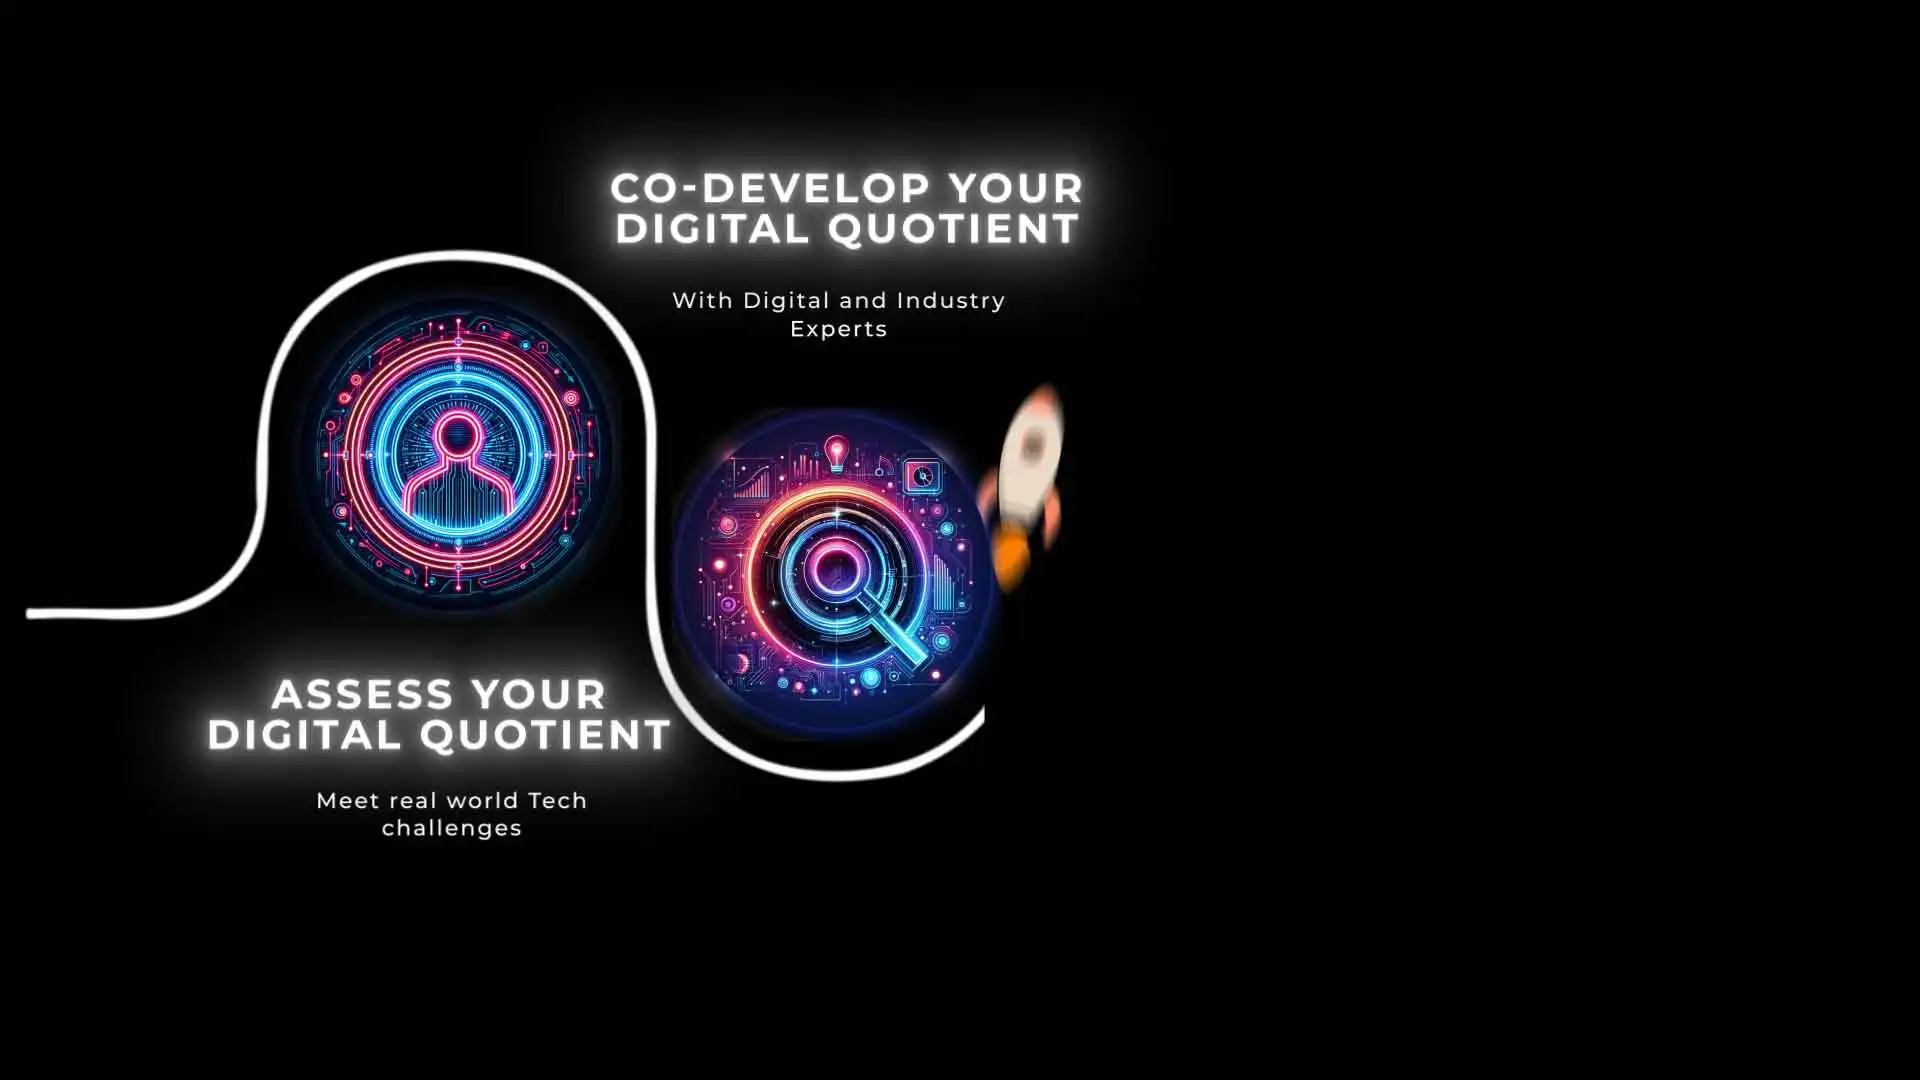 CO-DEVELOP YOUR
DIGITAL QUOTIENT
With Digital and Industry
Experts
ASSESS YOUR
DIGITAL QUOTIENT
Meet real world Tech
challenges